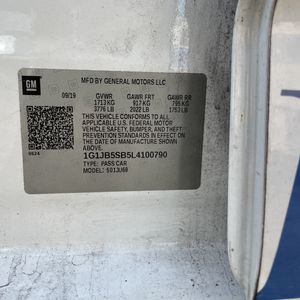 GM
MFD BY GENERAL MOTORS LLC
09/19 GVWR GAWR FRT GAWR RR
1713 KG 917 KG 795 KG
3776 LB 2022 LB 1753 LB
THIS VEHICLE CONFORMS TO ALL
APPLICABLE U.S. FEDERAL MOTOR
VEHICLE SAFETY, BUMPER, AND THEFT
PREVENTION STANDARDS IN EFFECT ON
THE DATE OF MANUFACTURE SHOWN ABOVE.
1G1JB5SB5L4100790
TYPE: PASS CAR